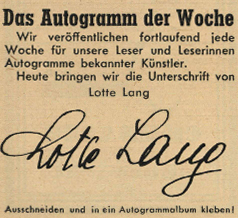 Das Autogramm der Woche
Wir veröffentlichen fortlaufend jede
Woche für unsere Leser und Leserinnen
Autogramme bekannter Künstler.
Heute bringen wir die Unterschrift von
Lotte Lang
Lotte Lang
Ausschneiden und in ein Autogrammalbum kleben!